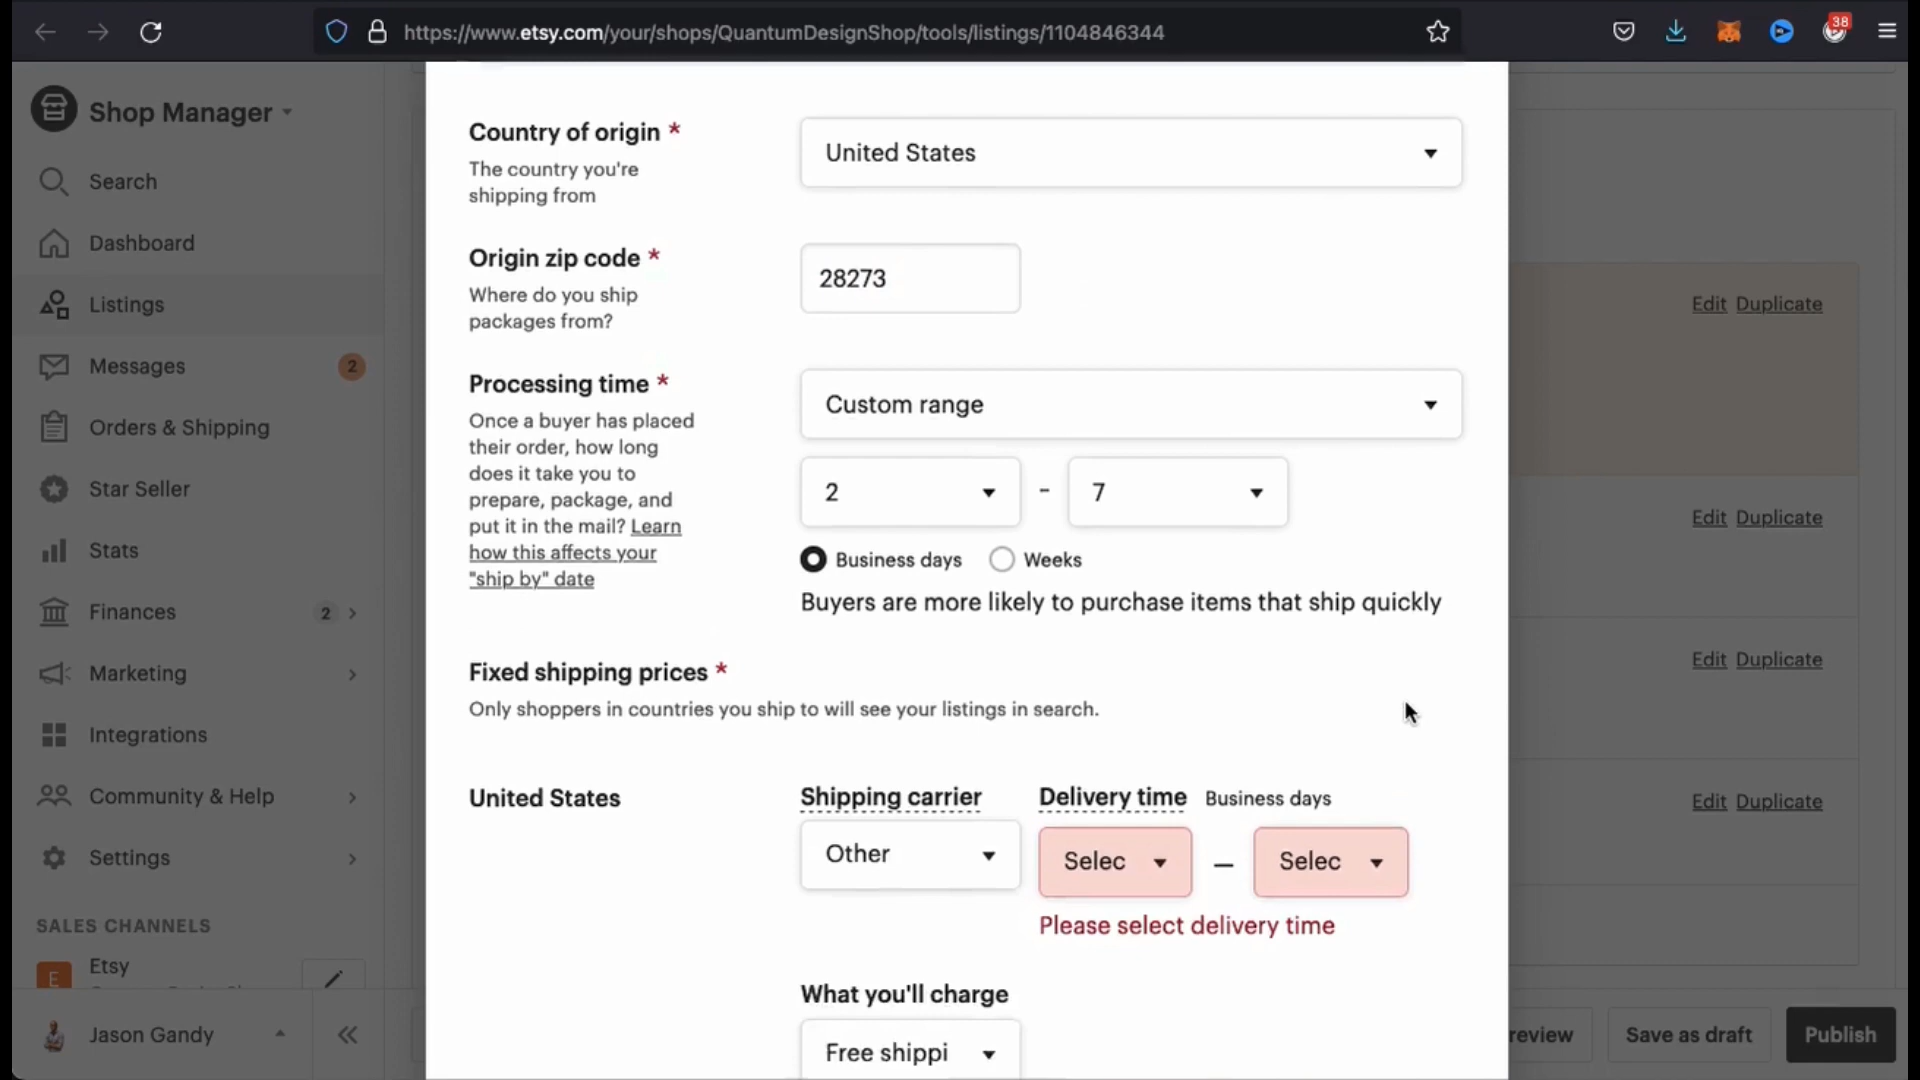 https://www.etsy.com/your/shops/QuantumDesignShop/tools/listings/1104846344
38
Shop Manager
Search
Dashboard
Listings
Messages
2
Orders & Shipping
Star Seller
Stats
Finances
2
Marketing
Integrations
Community & Help
Settings
SALES CHANNELS
E
Etsy
Jason Gandy
Country of origin *
The country you're
shipping from
United States
Origin zip code *
Where do you ship
packages from?
28273
Processing time *
Once a buyer has placed
their order, how long
does it take you to
prepare, package, and
put it in the mail? Learn
how this affects your
"ship by" date
Custom range
2
-
7
Business days
Weeks
Buyers are more likely to purchase items that ship quickly
Fixed shipping prices *
Only shoppers in countries you ship to will see your listings in search.
United States
Shipping carrier
Other
Delivery time
Business days
Selec
—
Selec
Please select delivery time
What you'll charge
Free shippi
Edit Duplicate
Edit Duplicate
Edit Duplicate
Edit Duplicate
review
Save as draft
Publish